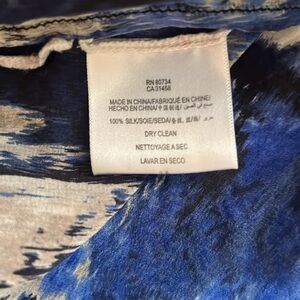 RN 80734
CA 31458
MADE IN CHINA/FABRIQUÉ EN CHINE/
HECHO EN CHINA/
100% SILK/SOIE/SEDA/
DRY CLEAN
NETTOYAGE A SEC
LAVAR EN SECO